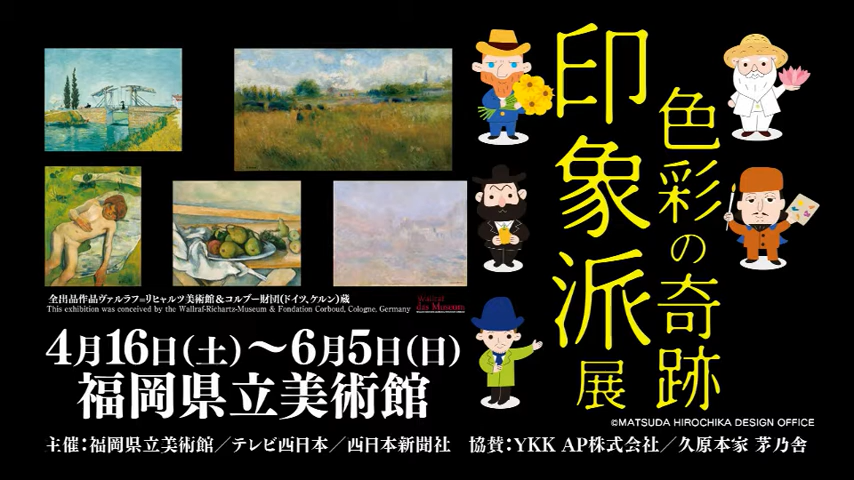 色彩の奇跡
印象派展
全出品作品ヴァルラフ=リヒャルツ美術館&コルブー財団(ドイツ、ケルン)蔵
This exhibition was conceived by the Wallraf-Richartz-Museum & Fondation Corboud, Cologne, Germany
Wallraf
das Museum
4月16日(土)〜6月5日(日)
福岡県立美術館
©MATSUDA HIROCHIKA DESIGN OFFICE
主催:福岡県立美術館/テレビ西日本/西日本新聞社 協賛:YKK AP株式会社/久原本家 茅乃舎